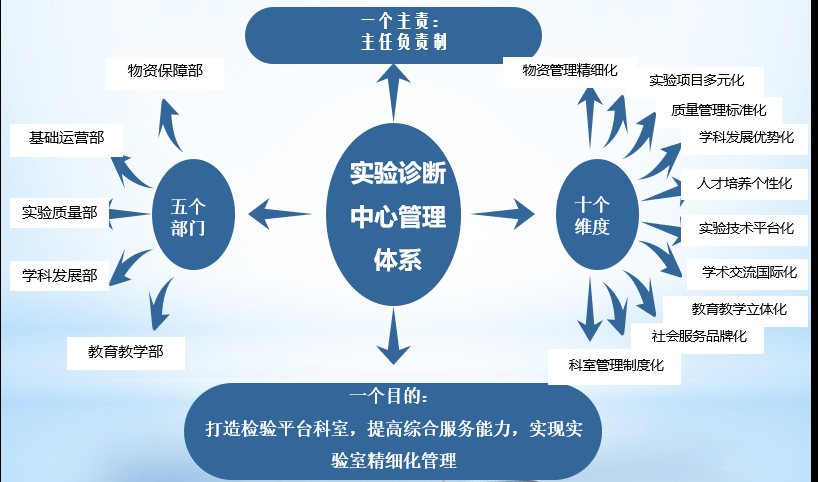 一个主责：
主任负责制
物资保障部
基础运营部
实验质量部
学科发展部
教育教学部
五个
部门
实验诊断
中心管理
体系
十个
维度
物资管理精细化
实验项目多元化
质量管理标准化
学科发展优势化
人才培养个性化
实验技术平台化
学术交流国际化
教育教学立体化
社会服务品牌化
科室管理制度化
一个目的：
打造检验平台科室，提高综合服务能力，实现实
验室精细化管理